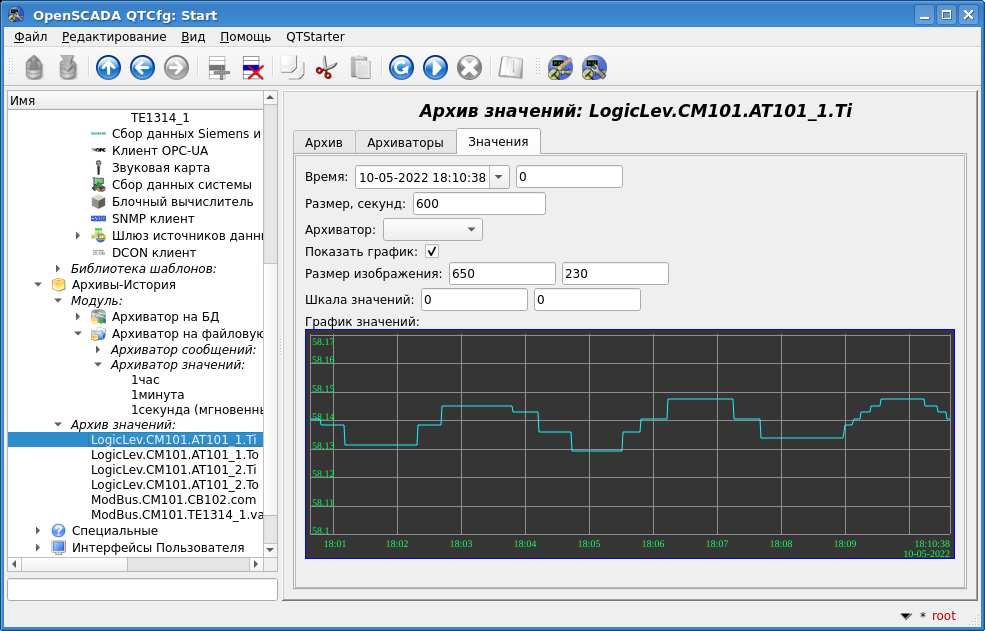 OpenSCADA QTCfg: Start
Файл Редактирование Вид Помощь QTStarter
Имя
TE1314_1
Сбор данных Siemens и
Клиент OPC-UA
Звуковая карта
Сбор данных системы
Блочный вычислитель
SNMP клиент
Шлюз источников данн
DCON клиент
Библиотека шаблонов:
Архивы-История
Модуль:
Архиватор на БД
Архиватор на файловую
Архиватор сообщений:
Архиватор значений:
1час
1минута
1секунда (мгновенны
Архив значений:
LogicLev.CM101.AT101_1.Ti
LogicLev.CM101.AT101_1.To
LogicLev.CM101.AT101_2.Ti
LogicLev.CM101.AT101_2.To
ModBus.CM101.CB102.com
ModBus.CM101.TE1314_1.va
Специальные
Интерфейсы Пользователя
Архив значений: LogicLev.CM101.AT101_1.Ti
Архив Архиваторы Значения
Время: 10-05-2022 18:10:38 0
Размер, секунд: 600
Архиватор:
Показать график:
Размер изображения: 650 230
Шкала значений: 0 0
График значений:
58.17
58.16
58.15
58.14
58.13
58.12
58.11
58.1
18:01 18:02 18:03 18:04 18:05 18:06 18:07 18:08 18:09 18:10:38
10-05-2022
* root